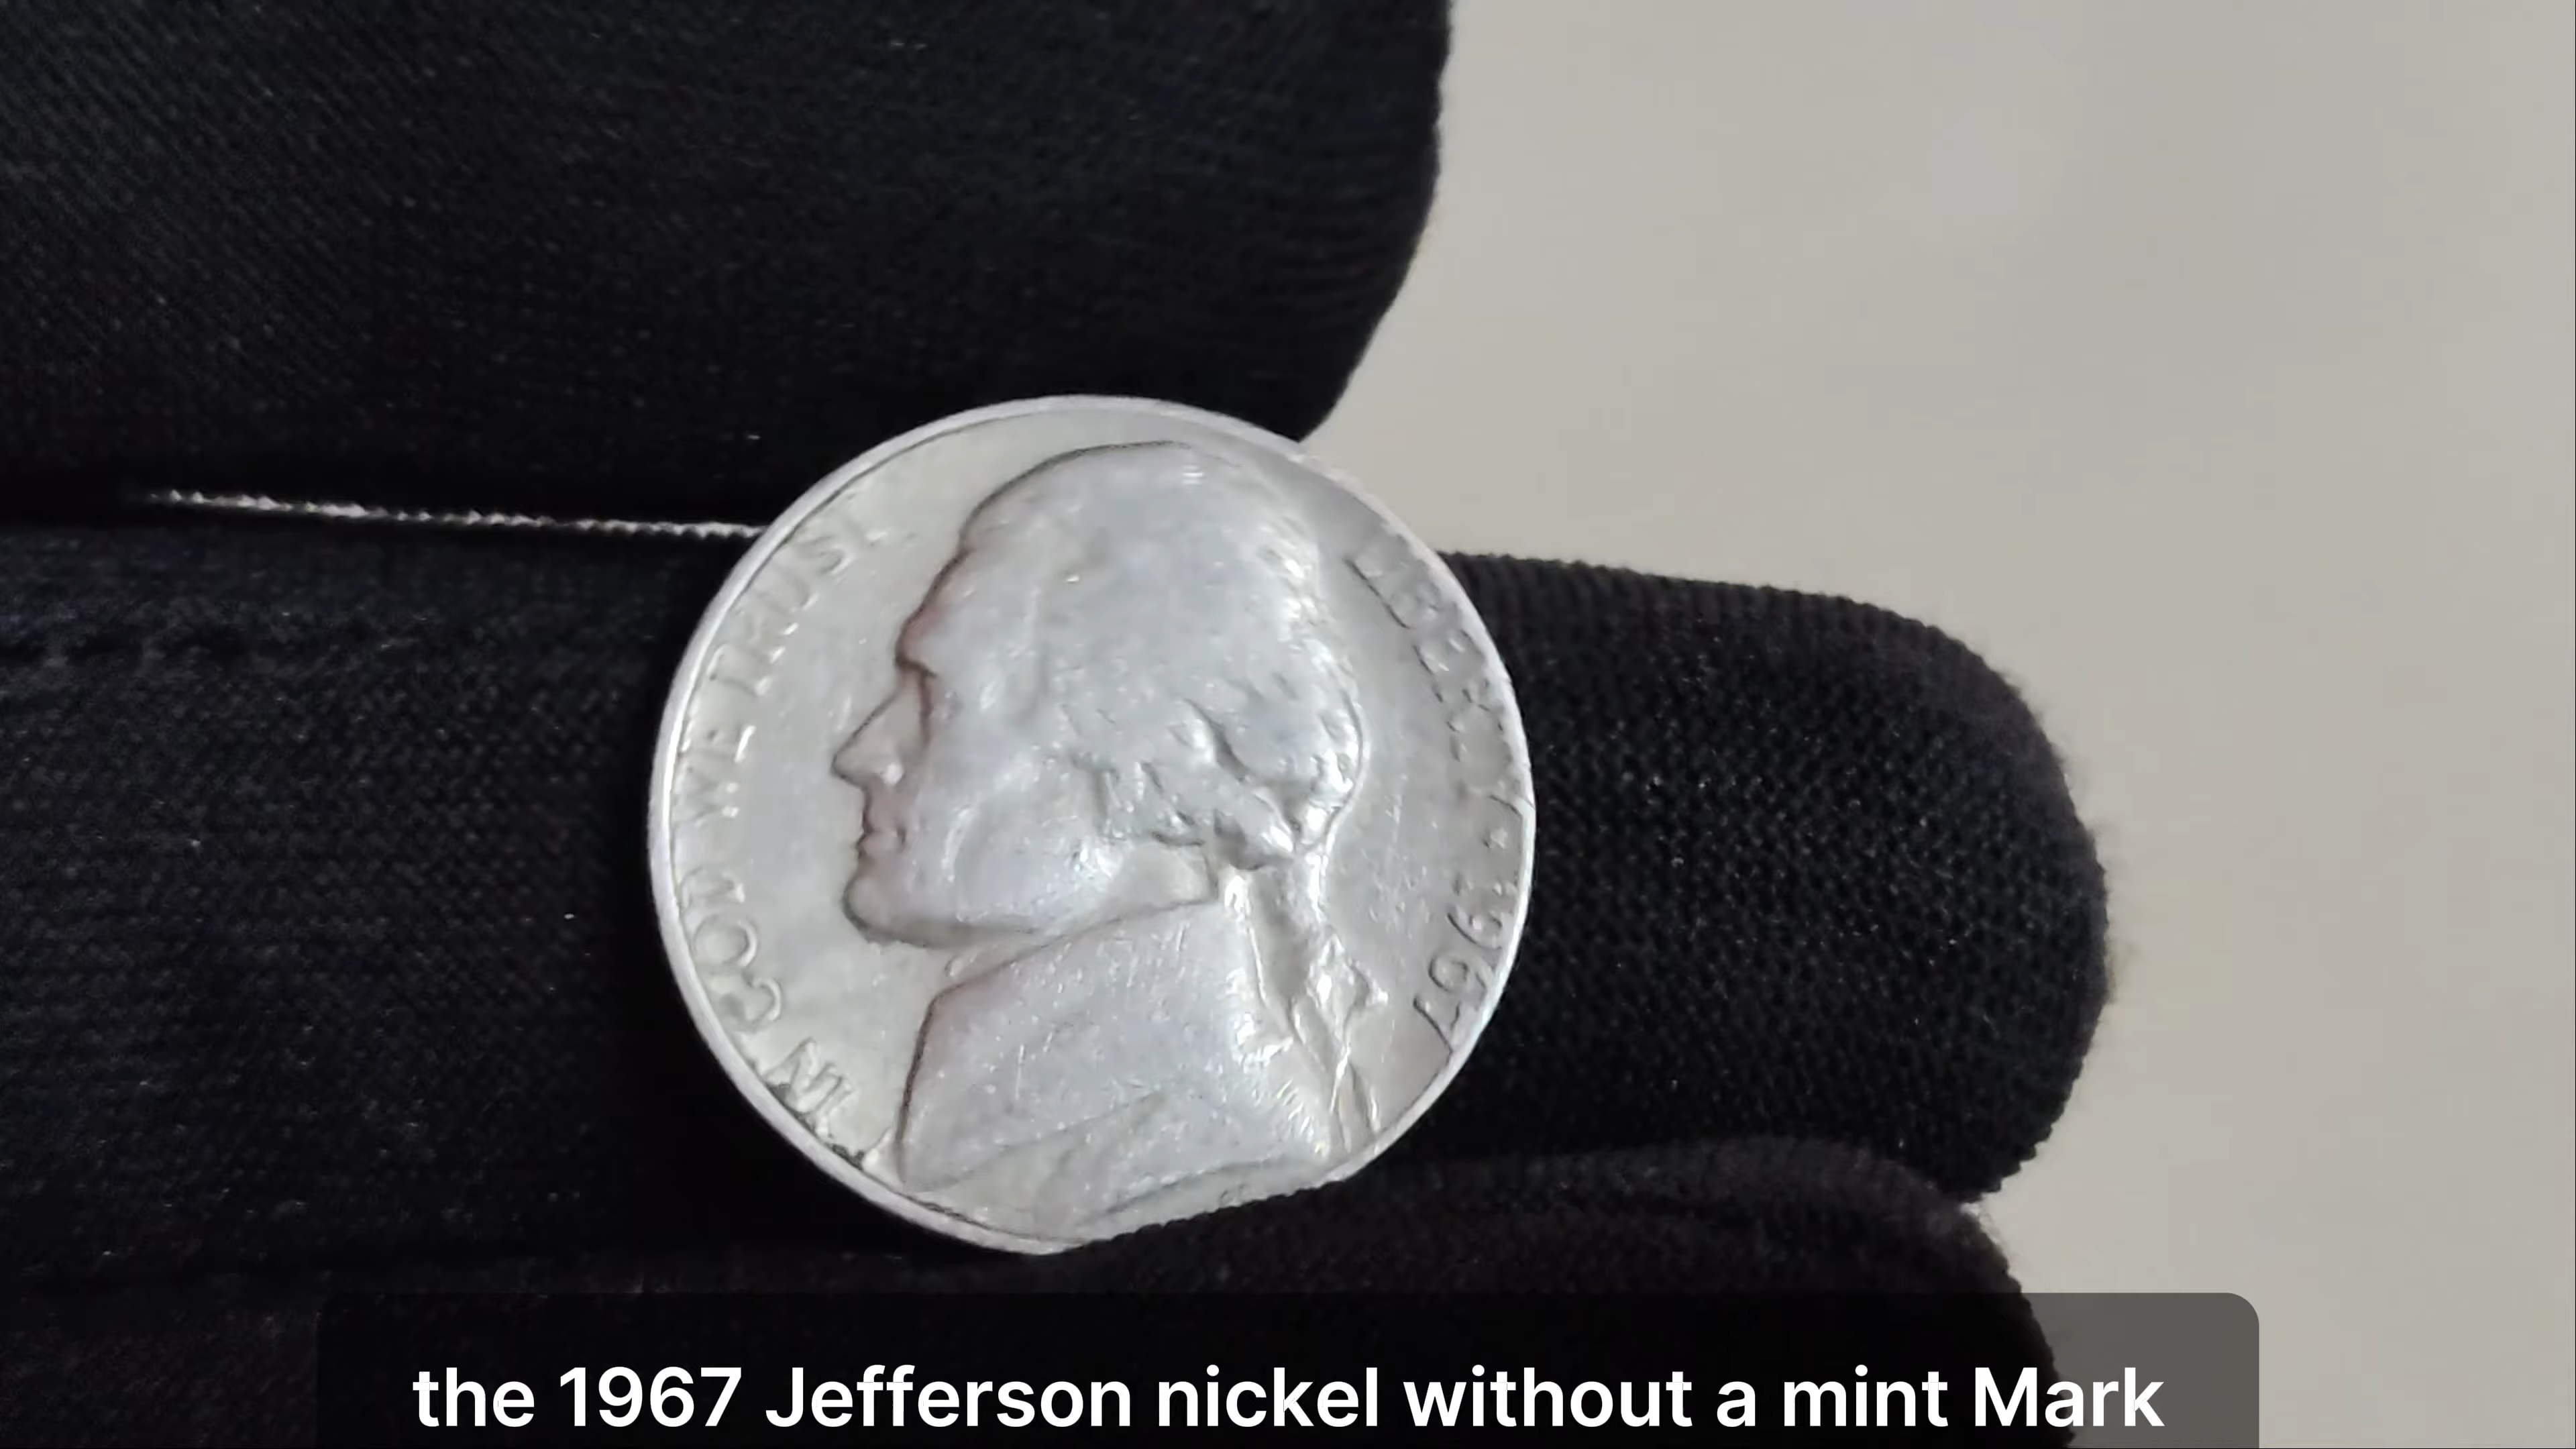 IN GOD WE TRUST
LIBERTY ★ 1967
the 1967 Jefferson nickel without a mint Mark